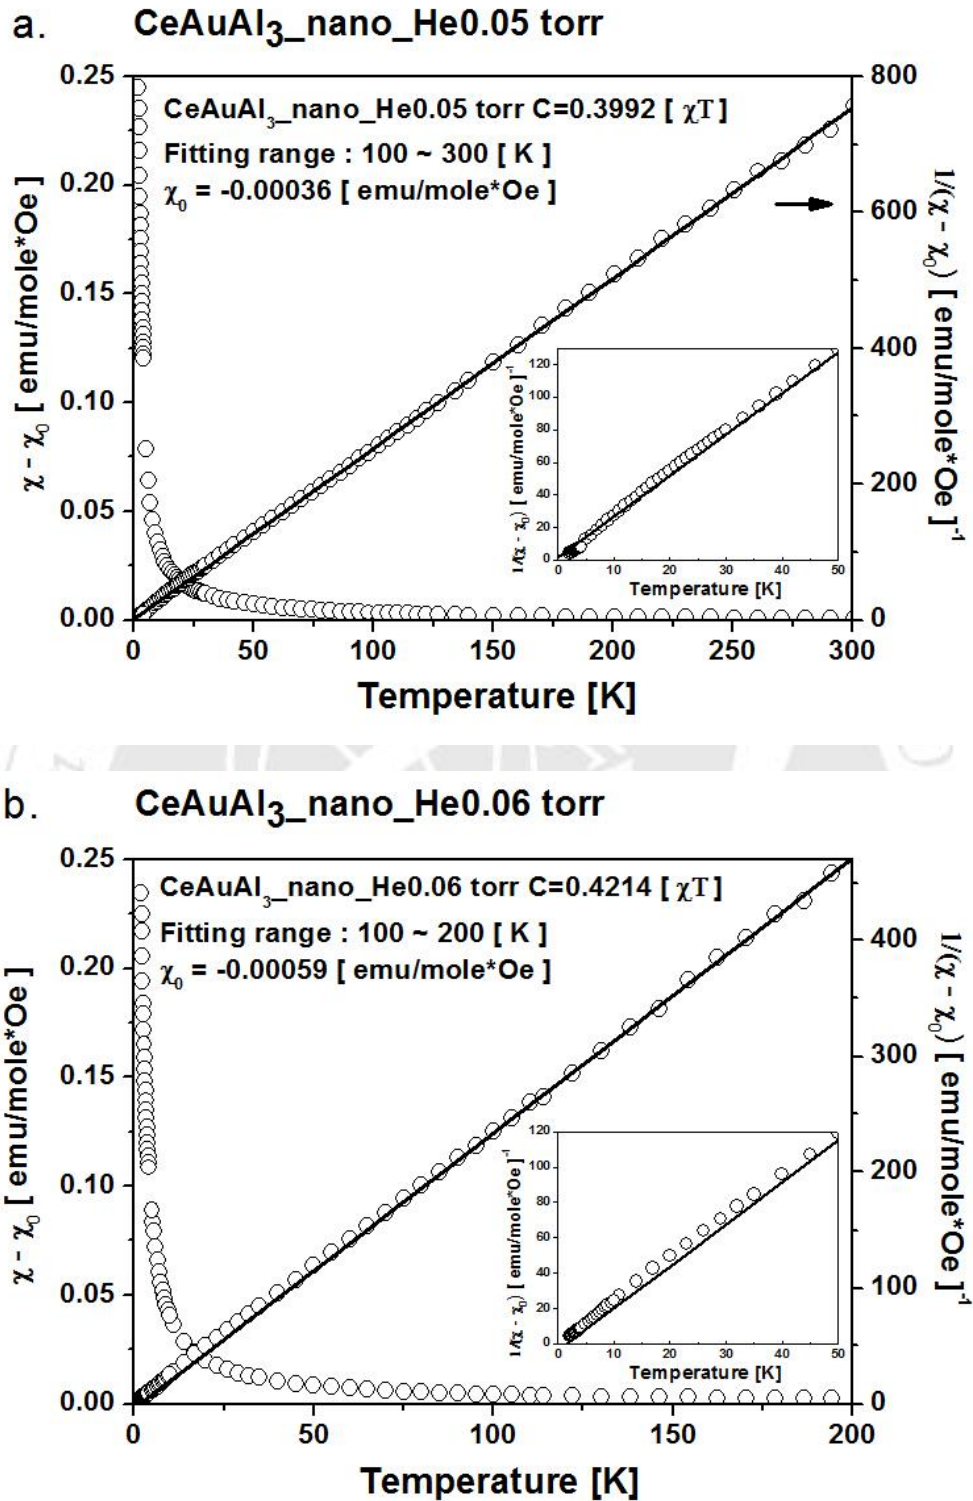 a.
CeAuAl3_nano_He0.05 torr
CeAuAl3_nano_He0.05 torr C=0.3992 [ χT]
Fitting range : 100 ~ 300 [ K ]
χ0 = -0.00036 [ emu/mole*Oe ]
0.25
0.20
0.15
0.10
0.05
0.00
χ - χ0 [ emu/mole*Oe ]
800
600
400
200
0
1/(χ - χ0) [ emu/mole*Oe ]-1
0 50 100 150 200 250 300
Temperature [K]
120
100
80
60
40
20
0
1/(χ - χ0) [ emu/mole*Oe ]-1
0 10 20 30 40 50
Temperature [K]
b.
CeAuAl3_nano_He0.06 torr
CeAuAl3_nano_He0.06 torr C=0.4214 [ χT]
Fitting range : 100 ~ 200 [ K ]
χ0 = -0.00059 [ emu/mole*Oe ]
0.25
0.20
0.15
0.10
0.05
0.00
χ - χ0 [ emu/mole*Oe ]
400
300
200
100
0
1/(χ - χ0) [ emu/mole*Oe ]-1
0 50 100 150 200
Temperature [K]
120
100
80
60
40
20
0
1/(χ - χ0) [ emu/mole*Oe ]-1
0 10 20 30 40 50
Temperature [K]